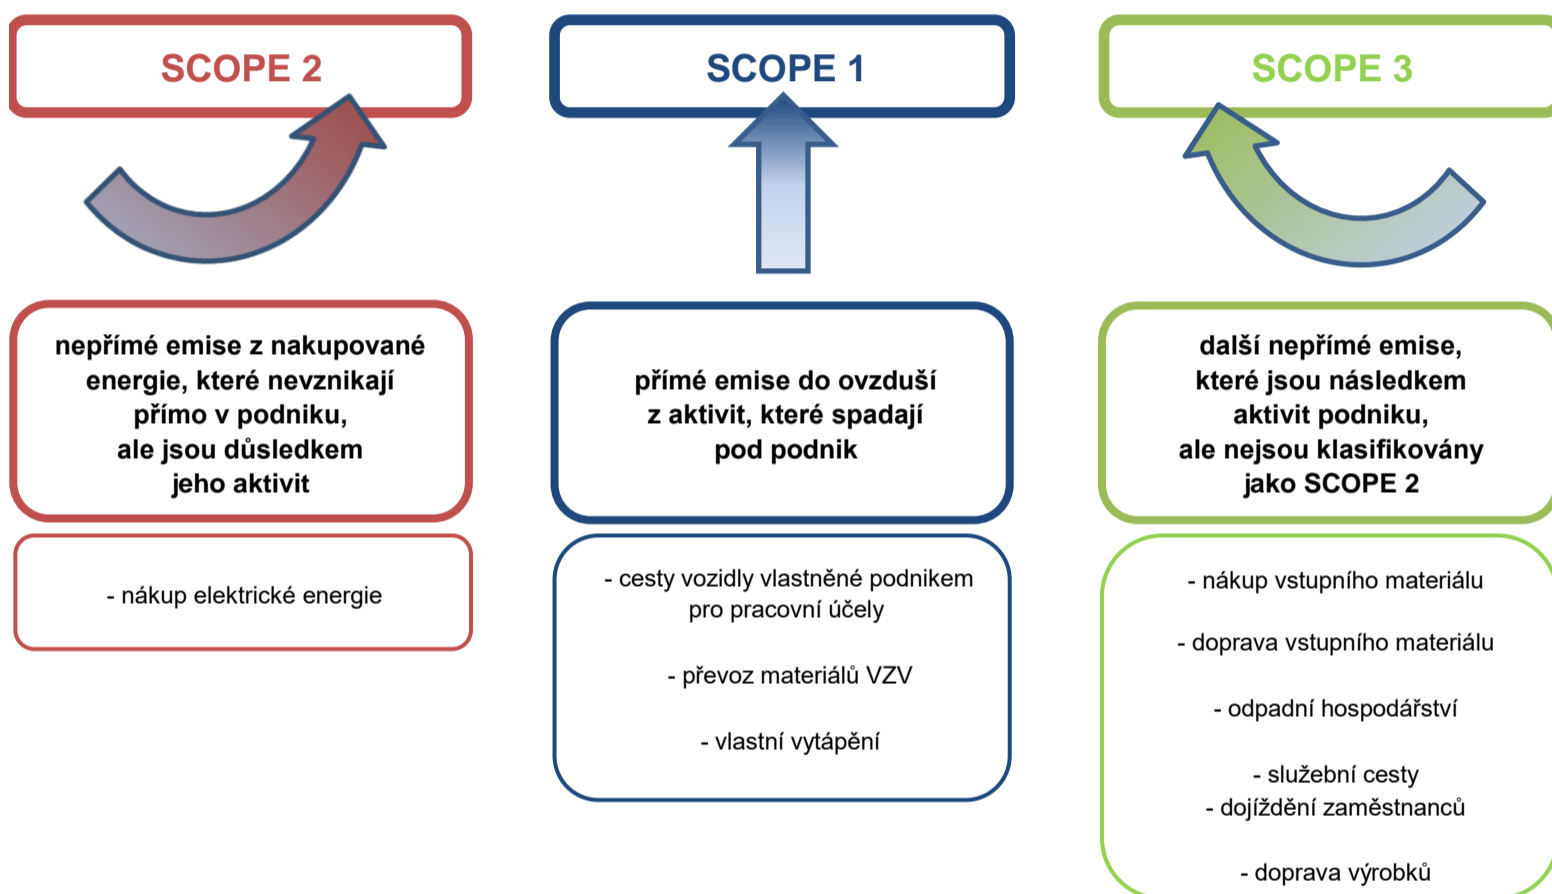 SCOPE 2
nepřímé emise z nakupované
energie, které nevznikají
přímo v podniku,
ale jsou důsledkem
jeho aktivit
- nákup elektrické energie
SCOPE 1
přímé emise do ovzduší
z aktivit, které spadají
pod podnik
- cesty vozidly vlastněné podnikem
pro pracovní účely
- převoz materiálů VZV
- vlastní vytápění
SCOPE 3
další nepřímé emise,
které jsou následkem
aktivit podniku,
ale nejsou klasifikovány
jako SCOPE 2
- nákup vstupního materiálu
- doprava vstupního materiálu
- odpadní hospodářství
- služební cesty
- dojíždění zaměstnanců
- doprava výrobků